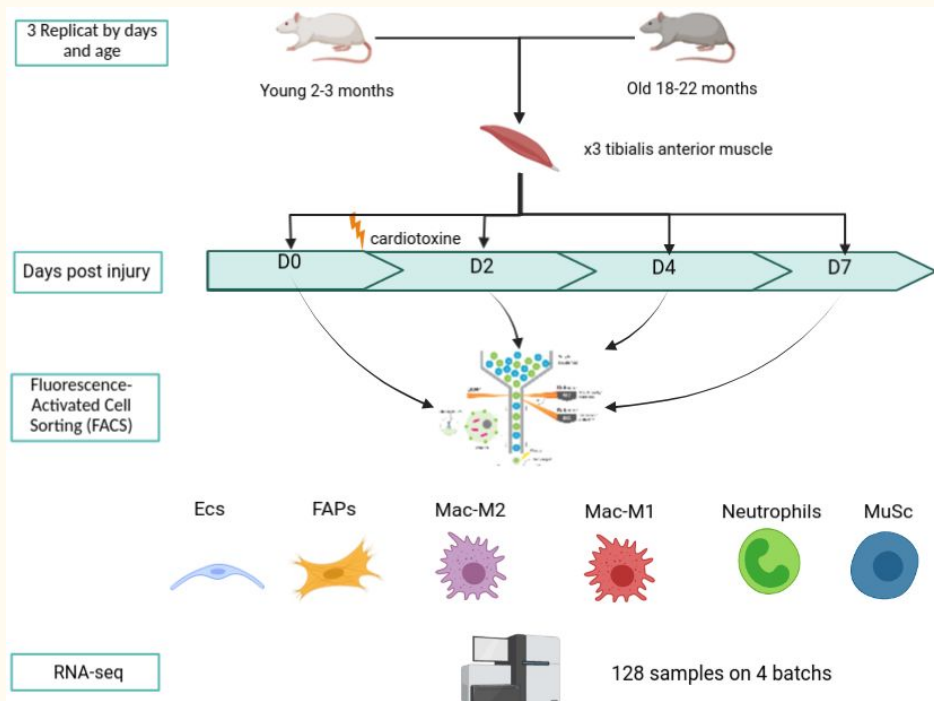 3 Replicat by days
and age
Young 2-3 months
Old 18-22 months
x3 tibialis anterior muscle
cardiotoxine
Days post injury
D0
D2
D4
D7
Fluorescence-
Activated Cell
Sorting (FACS)
Ecs
FAPs
Mac-M2
Mac-M1
Neutrophils
MuSc
RNA-seq
128 samples on 4 batchs